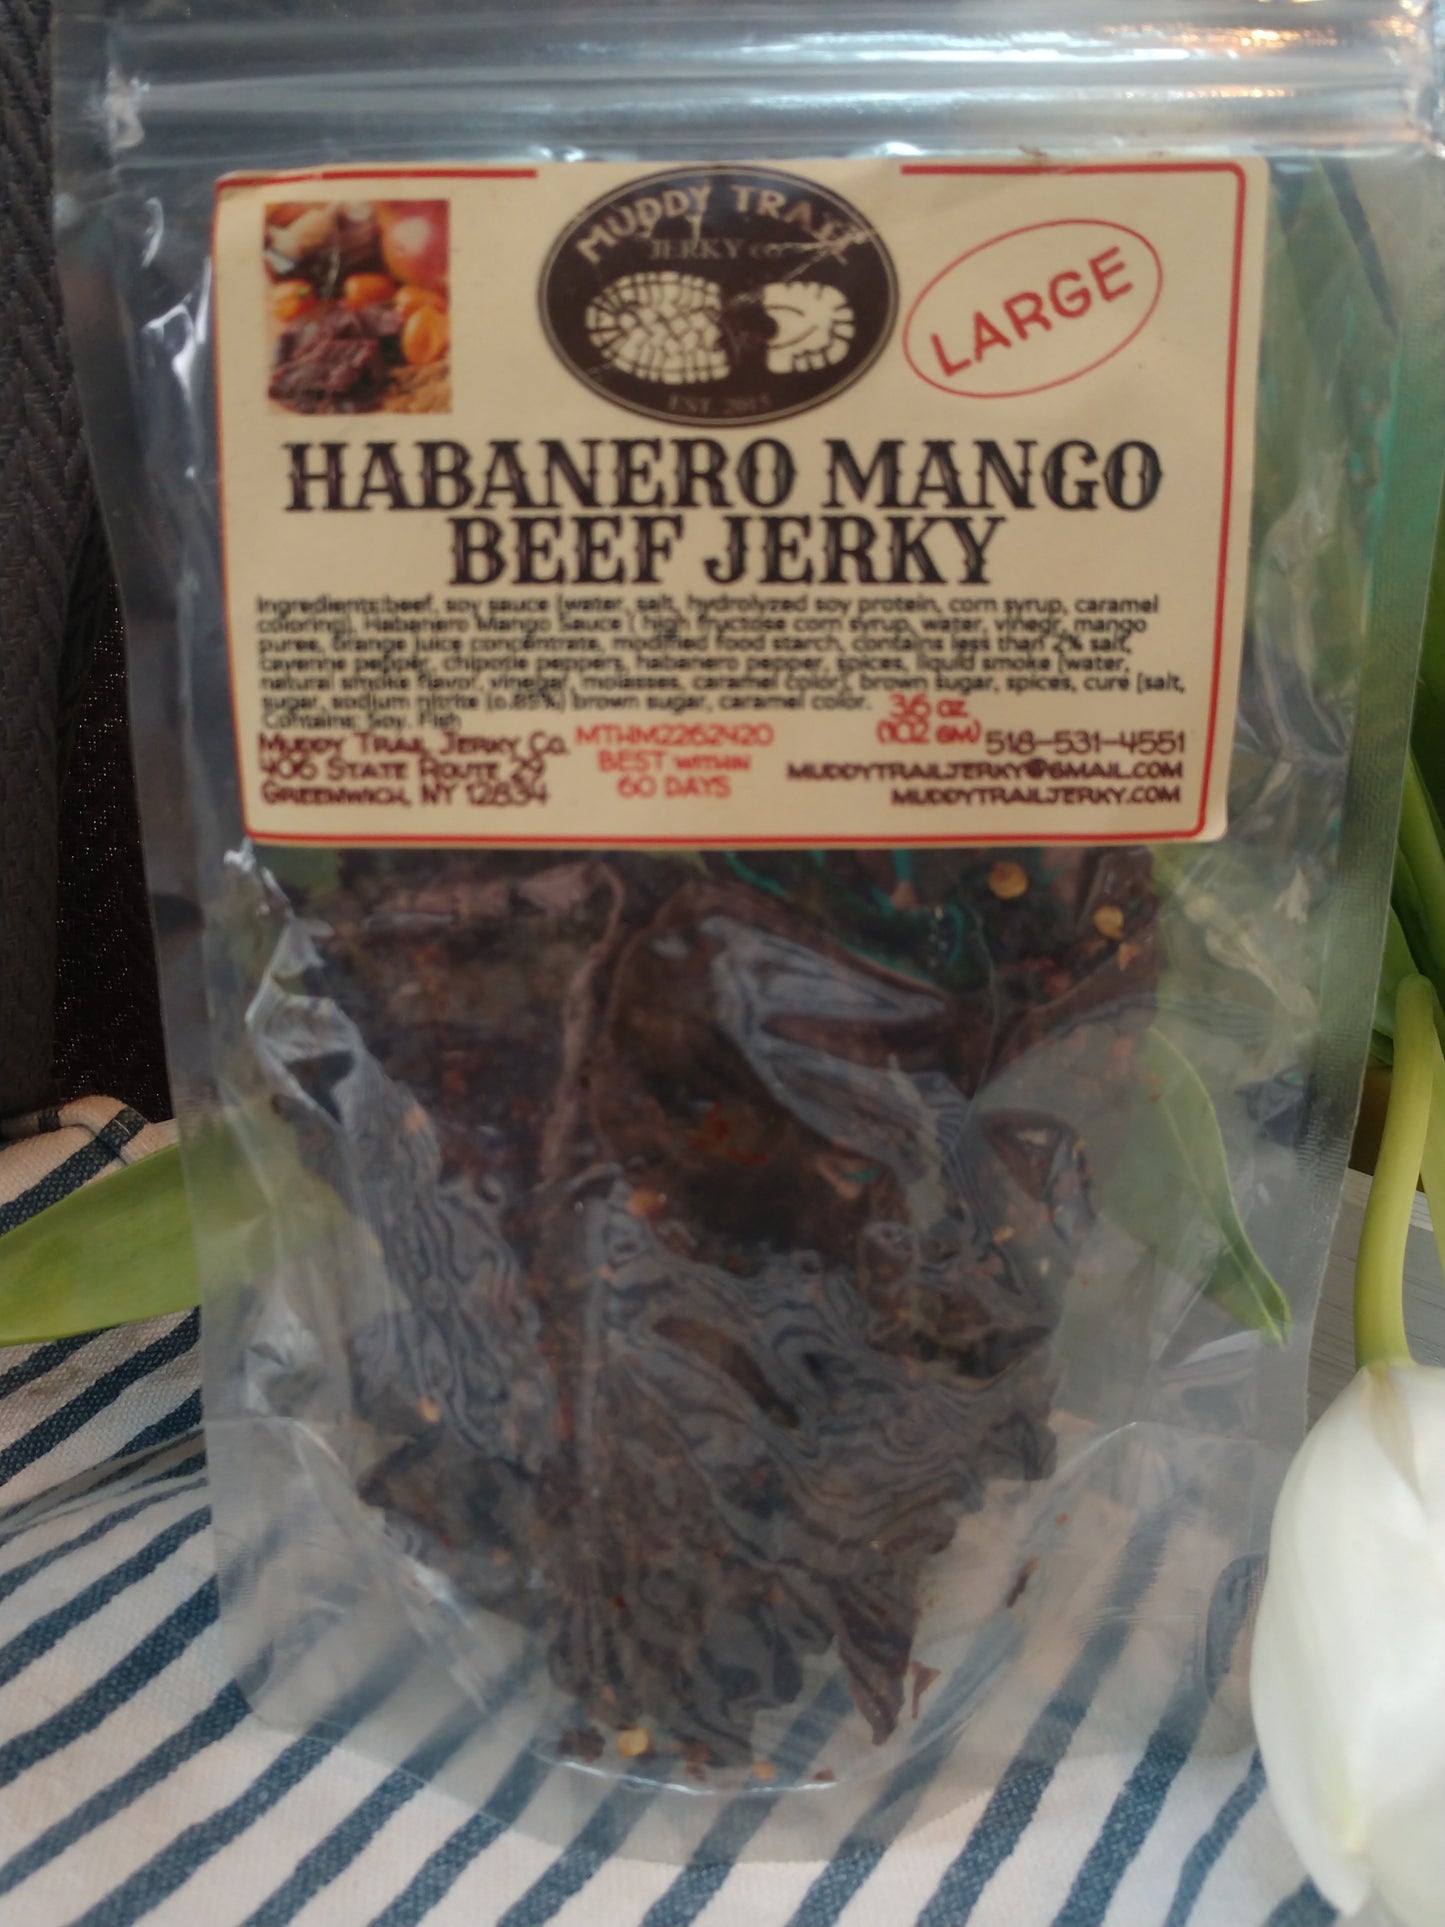 MUDDY TRAIL
JERKY CO
EST. 2015
LARGE
HABANERO MANGO
BEEF JERKY
Ingredients:beef, soy sauce (water, salt, hydrolyzed soy protein, corn syrup, caramel
coloring), Habanero Mango Sauce ( high fructose corn syrup, water, vinegr, mango
puree, orange juice concentrate, modified food starch, contains less than 2% salt,
cayenne pepper, chipotle peppers, habanero pepper, spices, liquid smoke (water,
natural smoke flavor, vinegar, molasses, caramel color), brown sugar, spices, cure (salt,
sugar, sodium nitrite (0.85%) brown sugar, caramel color.
Contains: Soy, Fish
3.6 oz
(102 GM)
MUDDY TRAIL JERKY CO.
406 STATE ROUTE 29
GREENWICH, NY 12834
MTHM2262420
BEST WITHIN
60 DAYS
518-531-4551
MUDDYTRAILJERKY@GMAIL.COM
MUDDYTRAILJERKY.COM